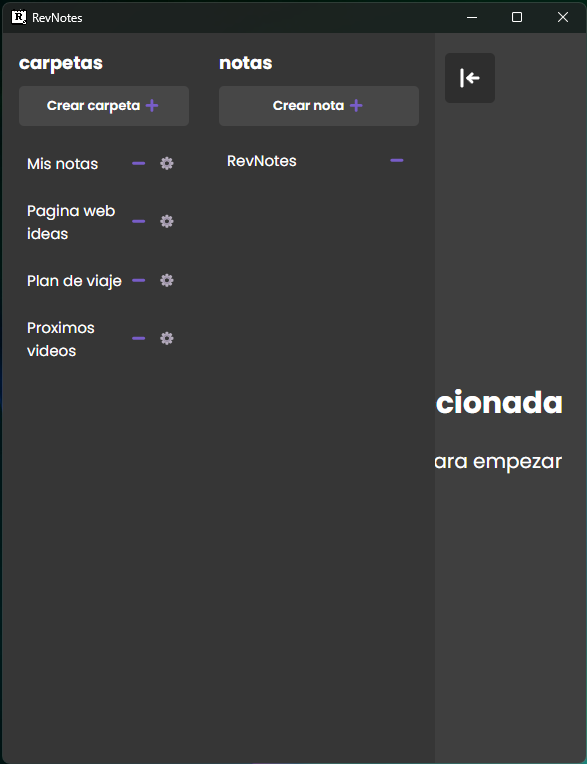 RevNotes
carpetas
Crear carpeta
Mis notas
Pagina web
ideas
Plan de viaje
Proximos
videos
notas
Crear nota
RevNotes
cionada
ara empezar